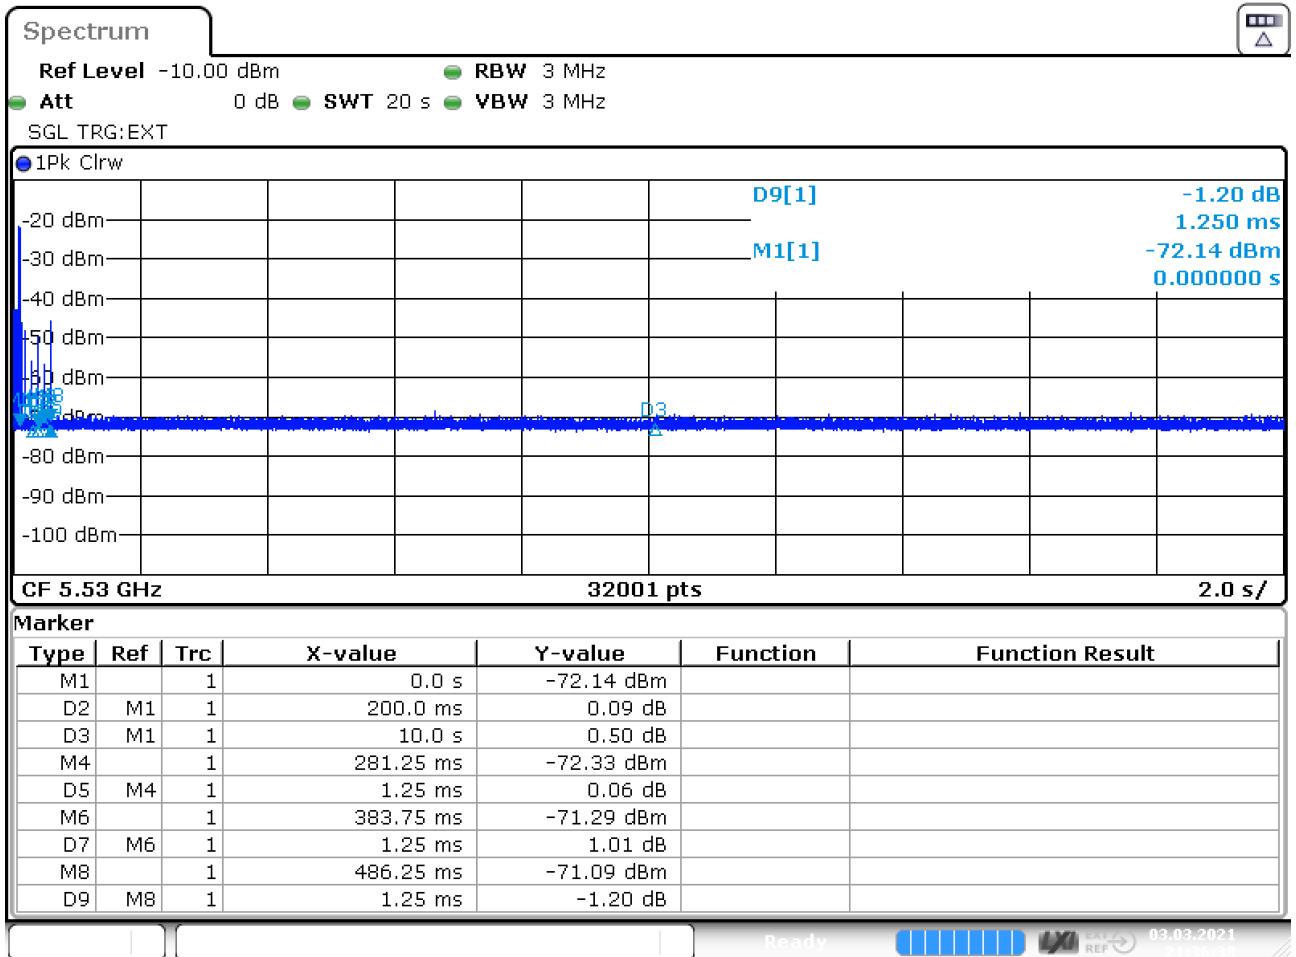 Spectrum
Ref Level -10.00 dBm RBW 3 MHz
Att 0 dB SWT 20 s VBW 3 MHz
SGL TRG:EXT
1Pk Clrw
D9[1] -1.20 dB
1.250 ms
M1[1] -72.14 dBm
0.000000 s
-20 dBm
-30 dBm
-40 dBm
-50 dBm
-60 dBm
D3
-80 dBm
-90 dBm
-100 dBm
CF 5.53 GHz 32001 pts 2.0 s/
Marker
Type Ref Trc X-value Y-value Function Function Result
M1 1 0.0 s -72.14 dBm
D2 M1 1 200.0 ms 0.09 dB
D3 M1 1 10.0 s 0.50 dB
M4 1 281.25 ms -72.33 dBm
D5 M4 1 1.25 ms 0.06 dB
M6 1 383.75 ms -71.29 dBm
D7 M6 1 1.25 ms 1.01 dB
M8 1 486.25 ms -71.09 dBm
D9 M8 1 1.25 ms -1.20 dB
Ready LXI EXT REF 03.03.2021